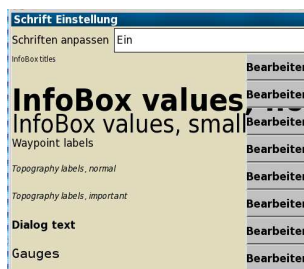 Schrift Einstellung
Schriften anpassen Ein
InfoBox titles
Bearbeiten
InfoBox values,
Bearbeiten
InfoBox values, small
Bearbeiten
Waypoint labels
Bearbeiten
Topography labels, normal
Bearbeiten
Topography labels, important
Bearbeiten
Dialog text
Bearbeiten
Gauges
Bearbeiten